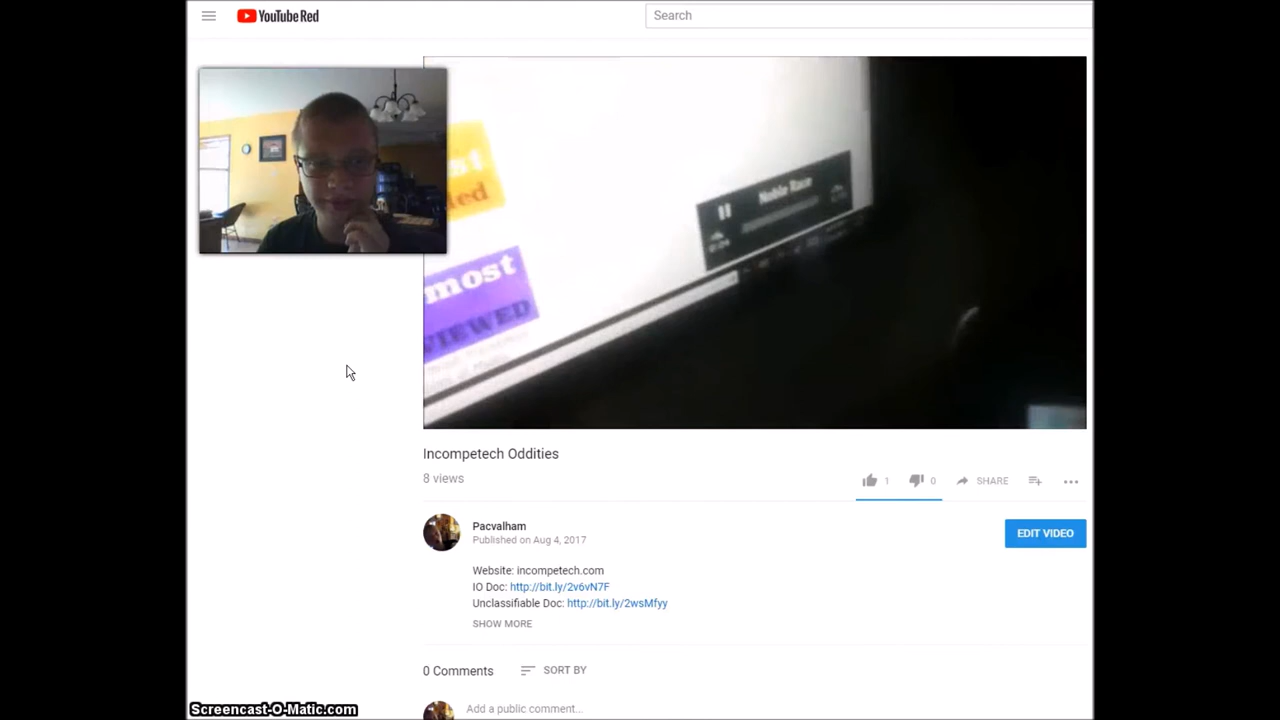 YouTube Red
Search
Noble Race
most
VIEWED
Incompetech Oddities
8 views
1
0
SHARE
Pacvalham
Published on Aug 4, 2017
EDIT VIDEO
Website: incompetech.com
IO Doc: http://bit.ly/2v6vN7F
Unclassifiable Doc: http://bit.ly/2wsMfyy
SHOW MORE
0 Comments
SORT BY
Add a public comment...
Screencast-O-Matic.com